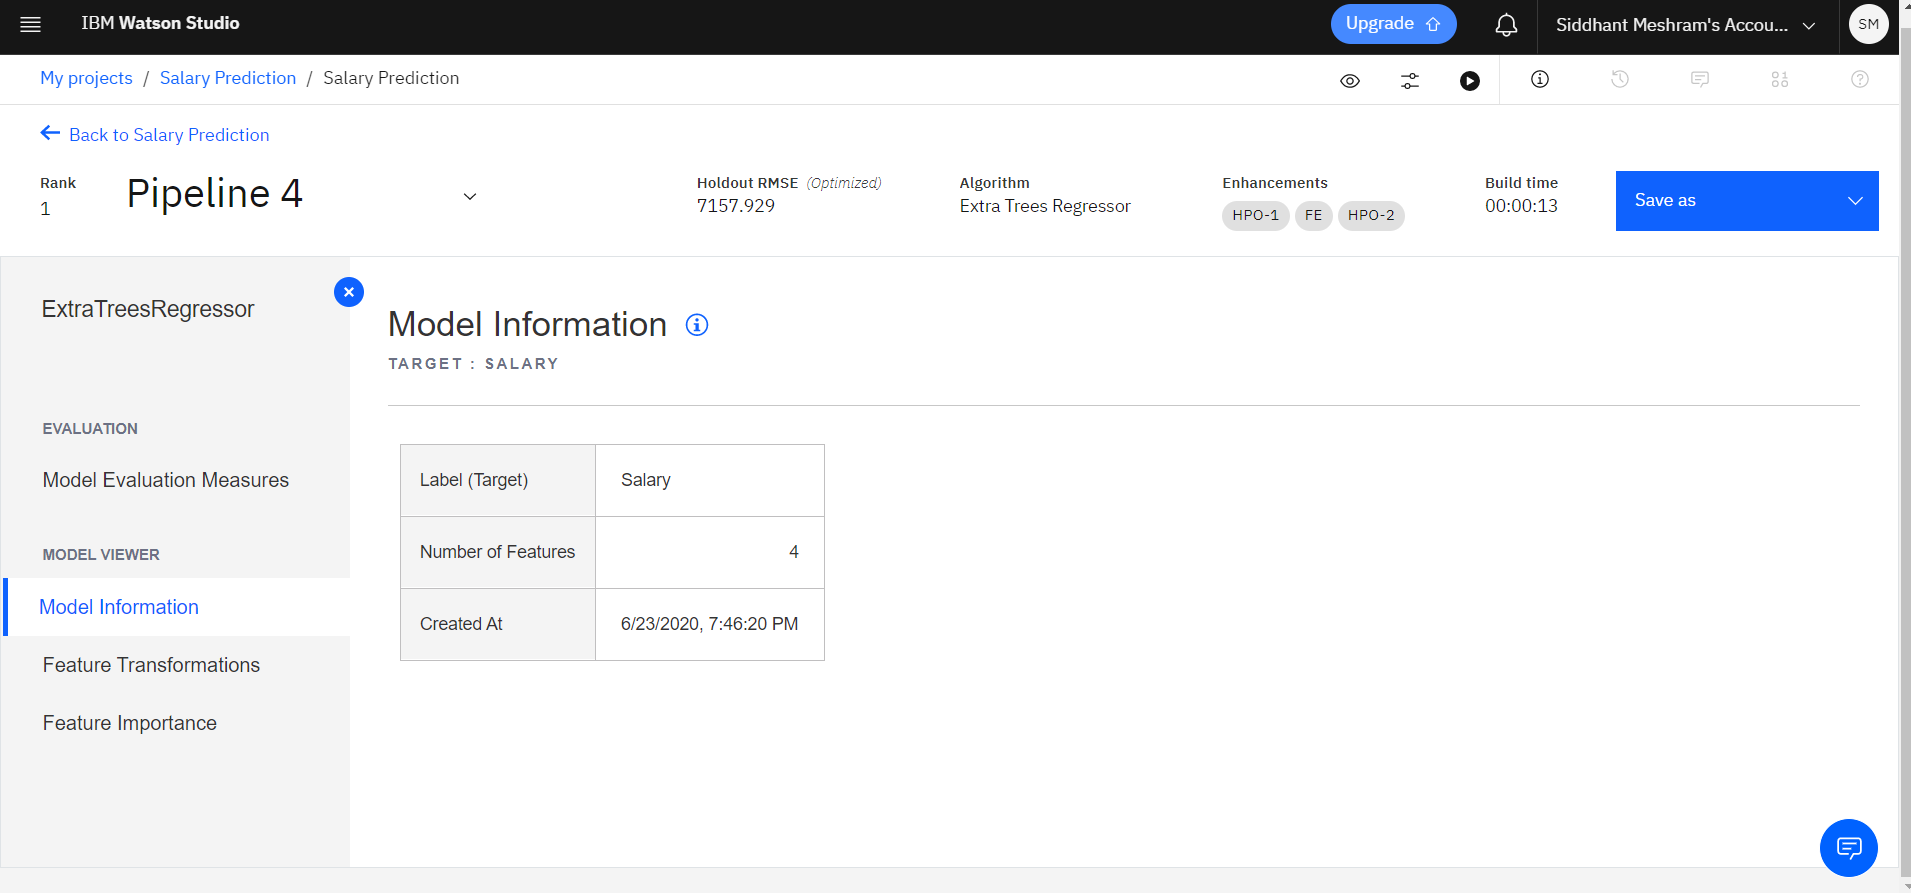 IBM Watson Studio
Upgrade
Siddhant Meshram's Accou...
SM
My projects / Salary Prediction / Salary Prediction
Back to Salary Prediction
Rank
1
Pipeline 4
Holdout RMSE (Optimized)
7157.929
Algorithm
Extra Trees Regressor
Enhancements
HPO-1 FE HPO-2
Build time
00:00:13
Save as
ExtraTreesRegressor
EVALUATION
Model Evaluation Measures
MODEL VIEWER
Model Information
Feature Transformations
Feature Importance
Model Information
TARGET : SALARY
Label (Target) Salary
Number of Features 4
Created At 6/23/2020, 7:46:20 PM